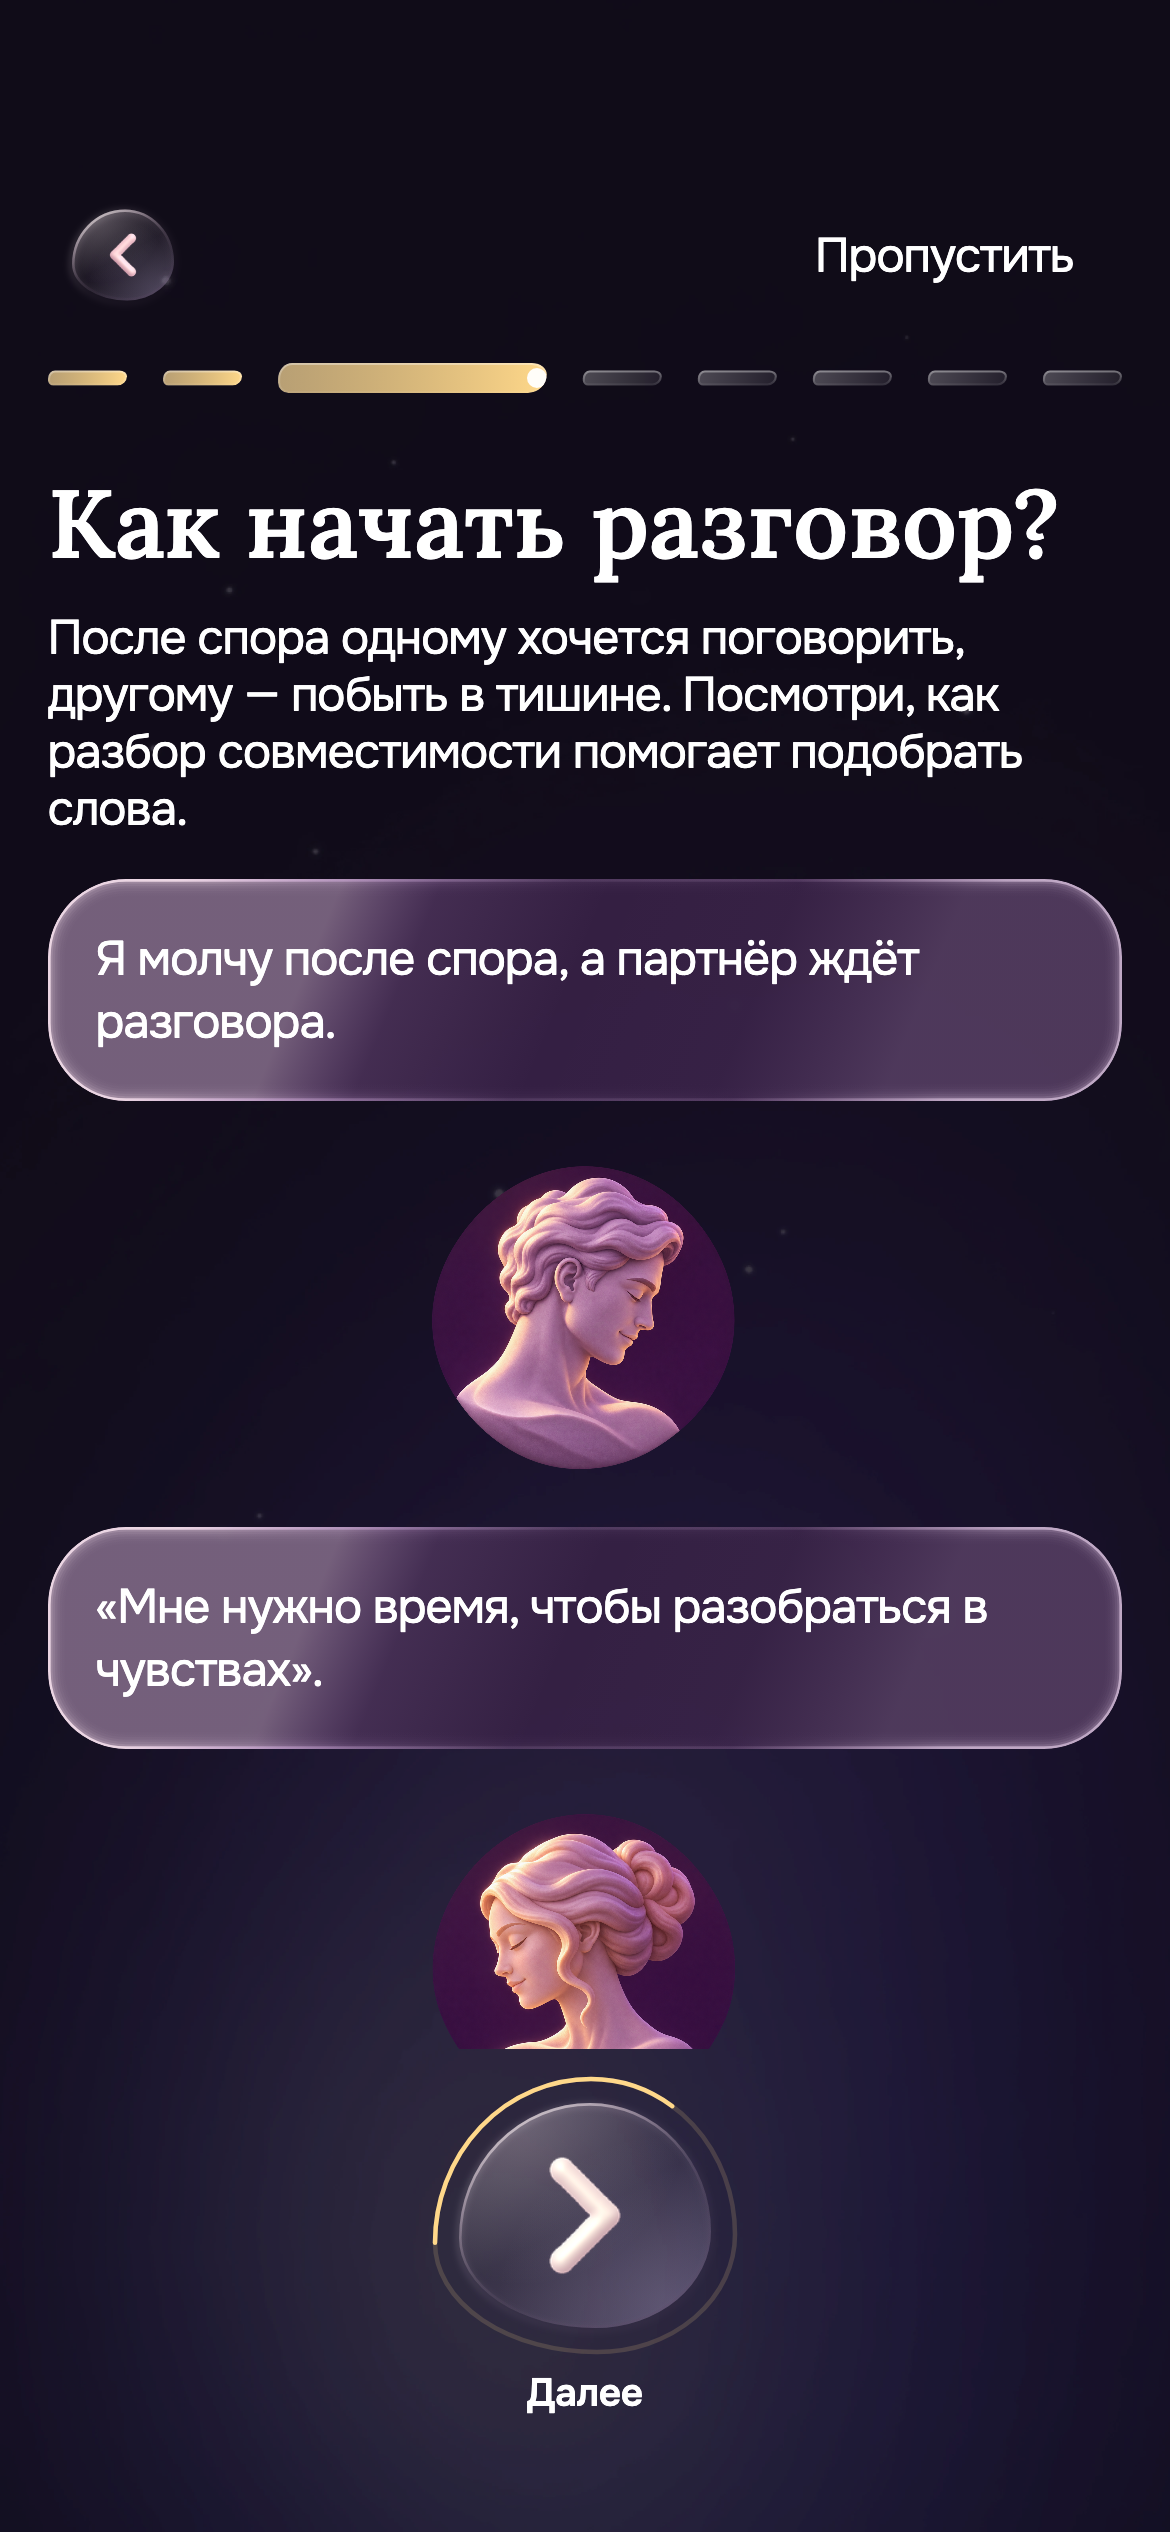 Пропустить
Как начать разговор?
После спора одному хочется поговорить,
другому — побыть в тишине. Посмотри, как
разбор совместимости помогает подобрать
слова.
Я молчу после спора, а партнёр ждёт
разговора.
«Мне нужно время, чтобы разобраться в
чувствах».
Далее